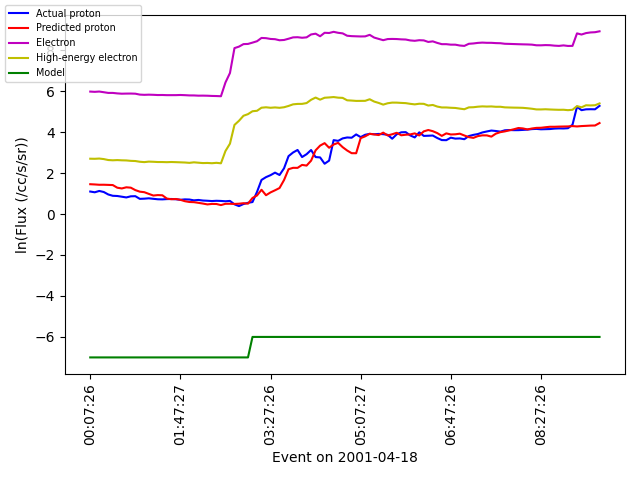 Actual proton
Predicted proton
Electron
High-energy electron
Model
8
6
4
2
0
−2
−4
−6
ln(Flux (/cc/s/sr))
00:07:26
01:47:27
03:27:26
05:07:27
06:47:26
08:27:26
Event on 2001-04-18